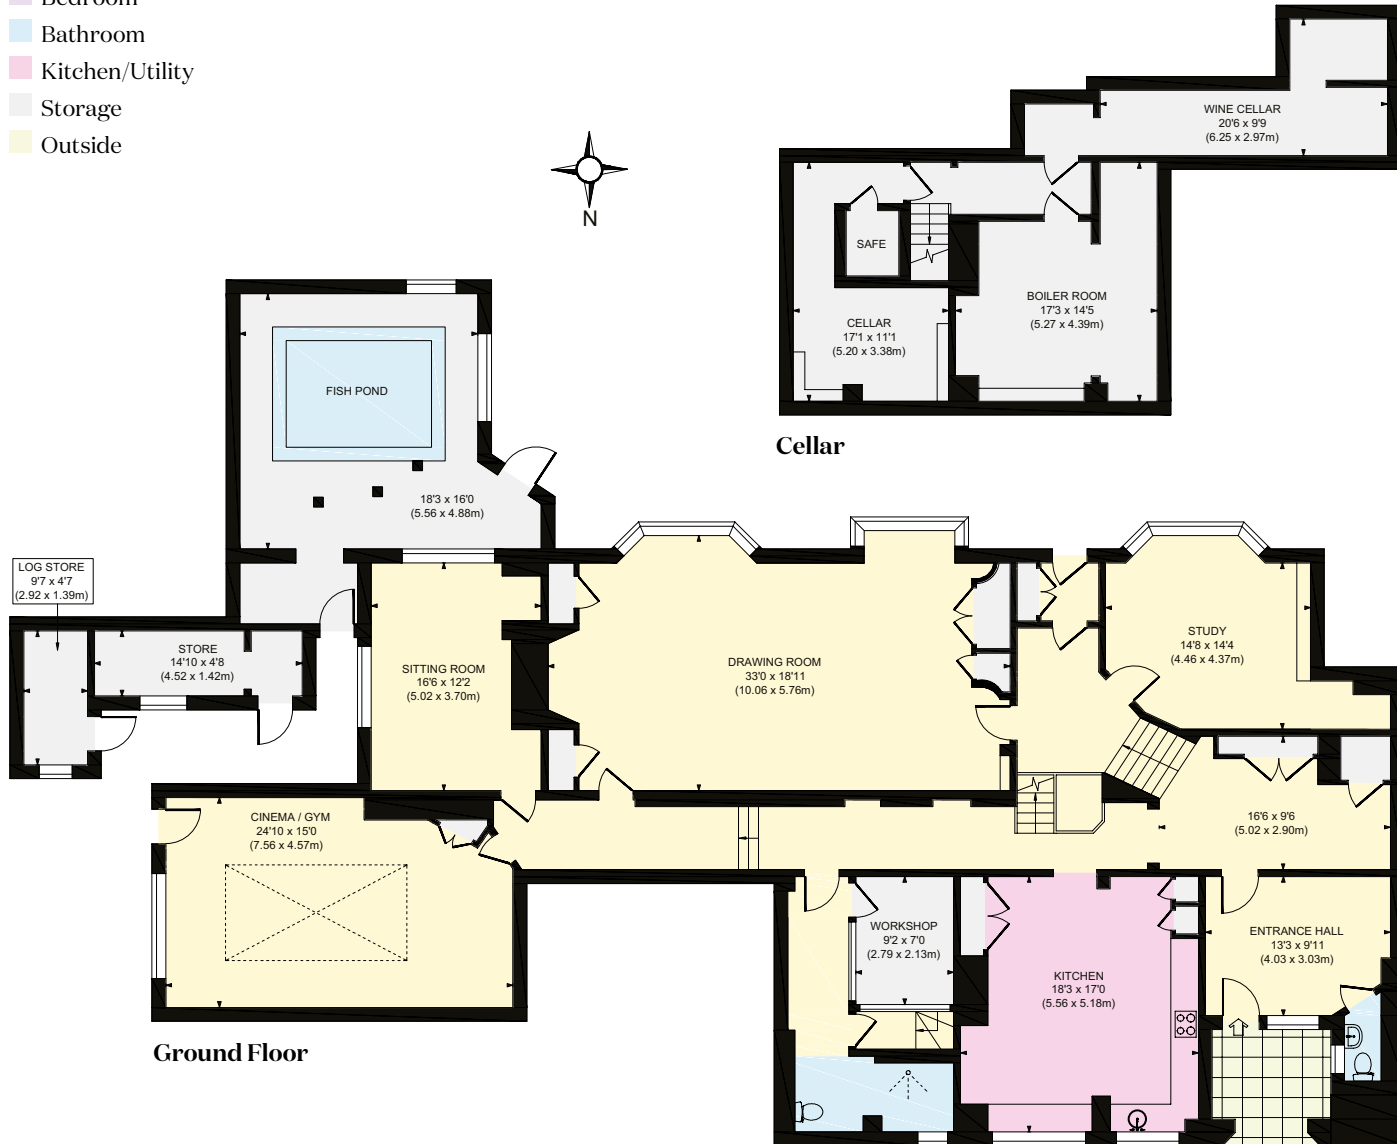 Bedroom
Bathroom
Kitchen/Utility
Storage
Outside
N
WINE CELLAR
20'6 x 9'9
(6.25 x 2.97m)
SAFE
BOILER ROOM
17'3 x 14'5
(5.27 x 4.39m)
CELLAR
17'1 x 11'1
(5.20 x 3.38m)
Cellar
FISH POND
18'3 x 16'0
(5.56 x 4.88m)
LOG STORE
9'7 x 4'7
(2.92 x 1.39m)
STORE
14'10 x 4'8
(4.52 x 1.42m)
SITTING ROOM
16'6 x 12'2
(5.02 x 3.70m)
DRAWING ROOM
33'0 x 18'11
(10.06 x 5.76m)
STUDY
14'8 x 14'4
(4.46 x 4.37m)
CINEMA / GYM
24'10 x 15'0
(7.56 x 4.57m)
16'6 x 9'6
(5.02 x 2.90m)
WORKSHOP
9'2 x 7'0
(2.79 x 2.13m)
KITCHEN
18'3 x 17'0
(5.56 x 5.18m)
ENTRANCE HALL
13'3 x 9'11
(4.03 x 3.03m)
Ground Floor